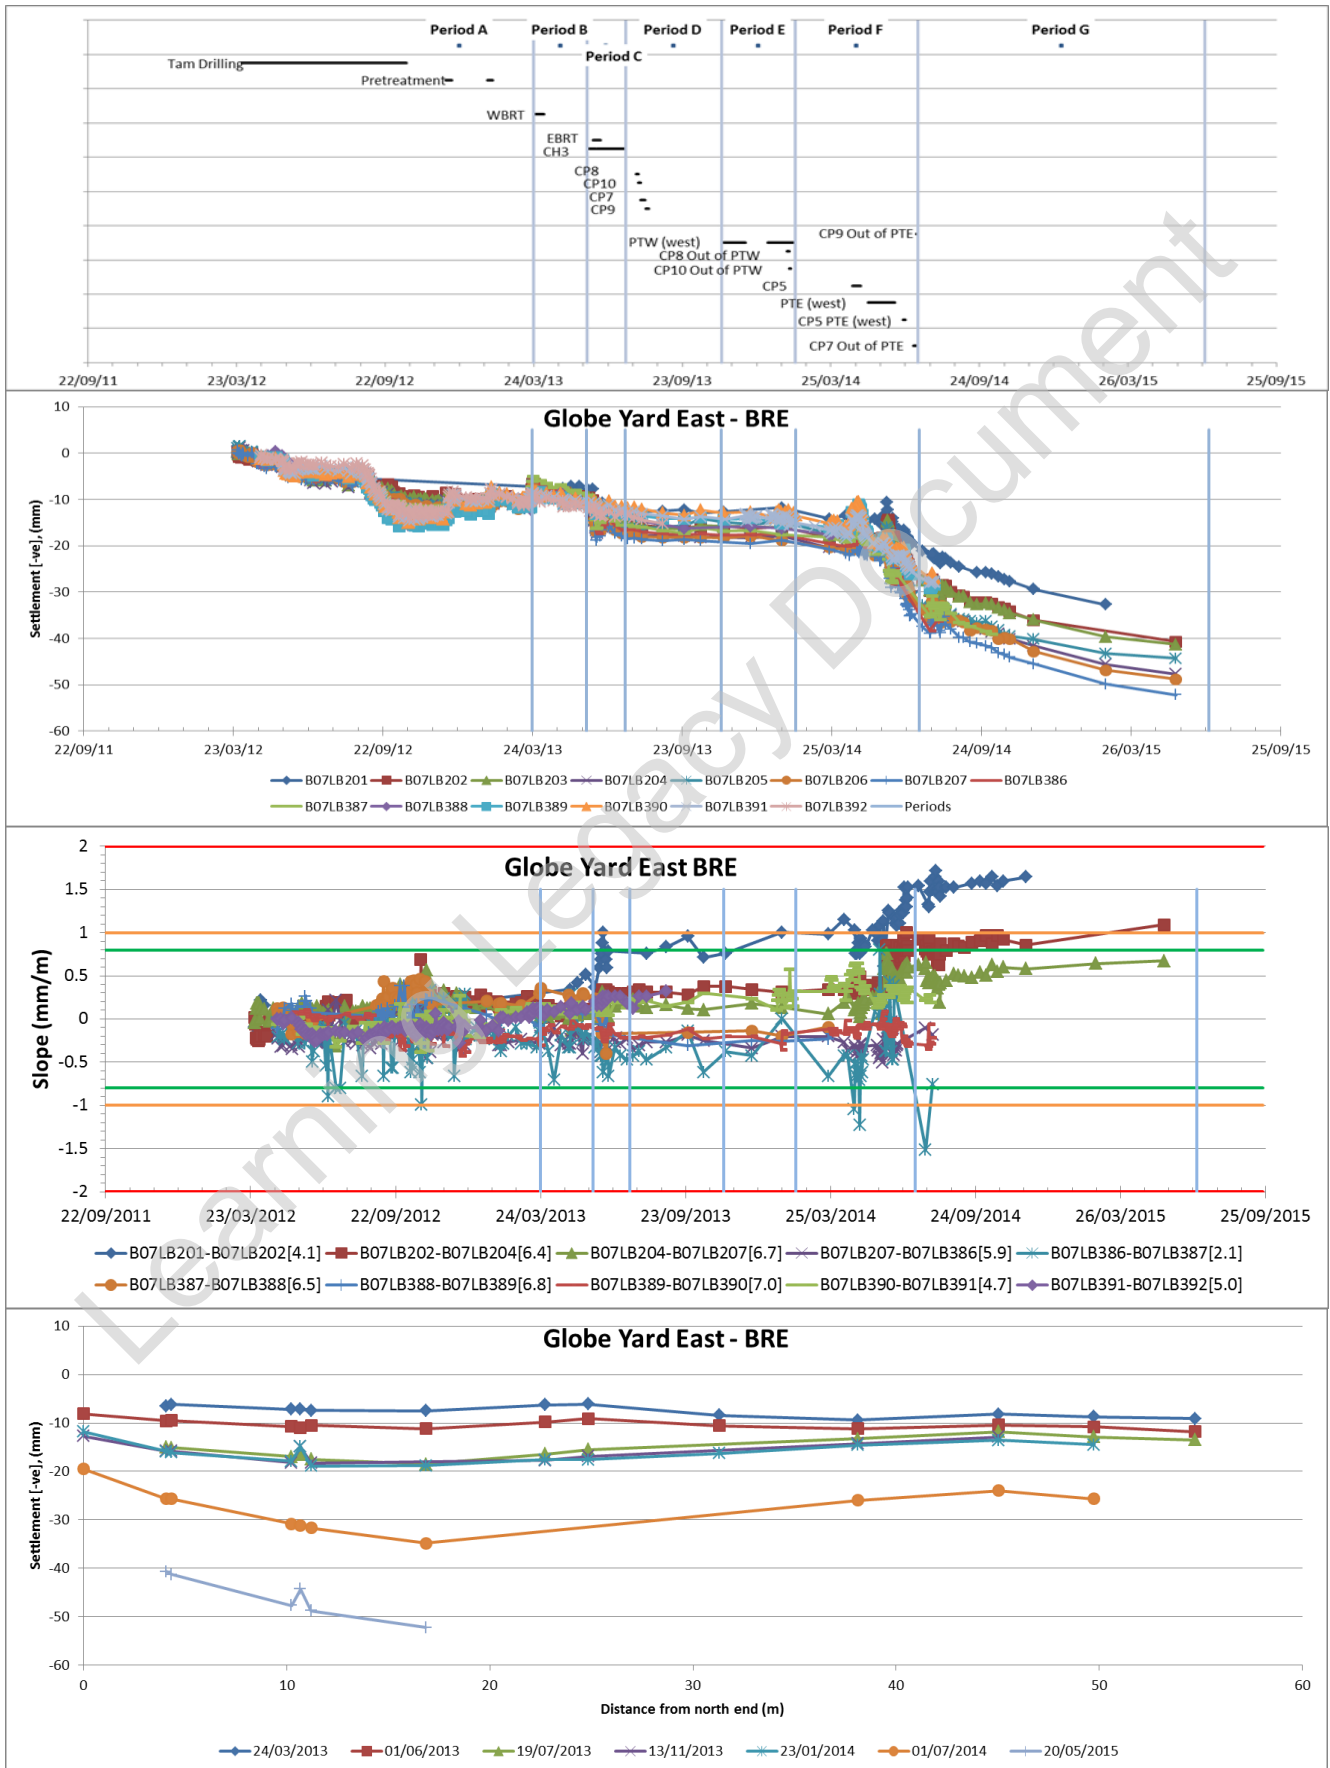 Period A
Period B
Period D
Period E
Period F
Period G
Period C
Tam Drilling
Pretreatment
WBRT
EBRT
CH3
CP8
CP10
CP7
CP9
CP9 Out of PTE
PTW (west)
CP8 Out of PTW
CP10 Out of PTW
CP5
PTE (west)
CP5 PTE (west)
CP7 Out of PTE
22/09/11 23/03/12 22/09/12 24/03/13 23/09/13 25/03/14 24/09/14 26/03/15 25/09/15
Globe Yard East - BRE
Settlement [-ve], (mm)
10
0
-10
-20
-30
-40
-50
-60
22/09/11 23/03/12 22/09/12 24/03/13 23/09/13 25/03/14 24/09/14 26/03/15 25/09/15
B07LB201 B07LB202 B07LB203 B07LB204 B07LB205 B07LB206 B07LB207 B07LB386
B07LB387 B07LB388 B07LB389 B07LB390 B07LB391 B07LB392 Periods
Globe Yard East BRE
Slope (mm/m)
2
1.5
1
0.5
0
-0.5
-1
-1.5
-2
22/09/2011 23/03/2012 22/09/2012 24/03/2013 23/09/2013 25/03/2014 24/09/2014 26/03/2015 25/09/2015
B07LB201-B07LB202[4.1] B07LB202-B07LB204[6.4] B07LB204-B07LB207[6.7] B07LB207-B07LB386[5.9] B07LB386-B07LB387[2.1]
B07LB387-B07LB388[6.5] B07LB388-B07LB389[6.8] B07LB389-B07LB390[7.0] B07LB390-B07LB391[4.7] B07LB391-B07LB392[5.0]
Globe Yard East - BRE
Settlement [-ve], (mm)
10
0
-10
-20
-30
-40
-50
-60
0 10 20 30 40 50 60
Distance from north end (m)
24/03/2013 01/06/2013 19/07/2013 13/11/2013 23/01/2014 01/07/2014 20/05/2015
Learning Legacy Document